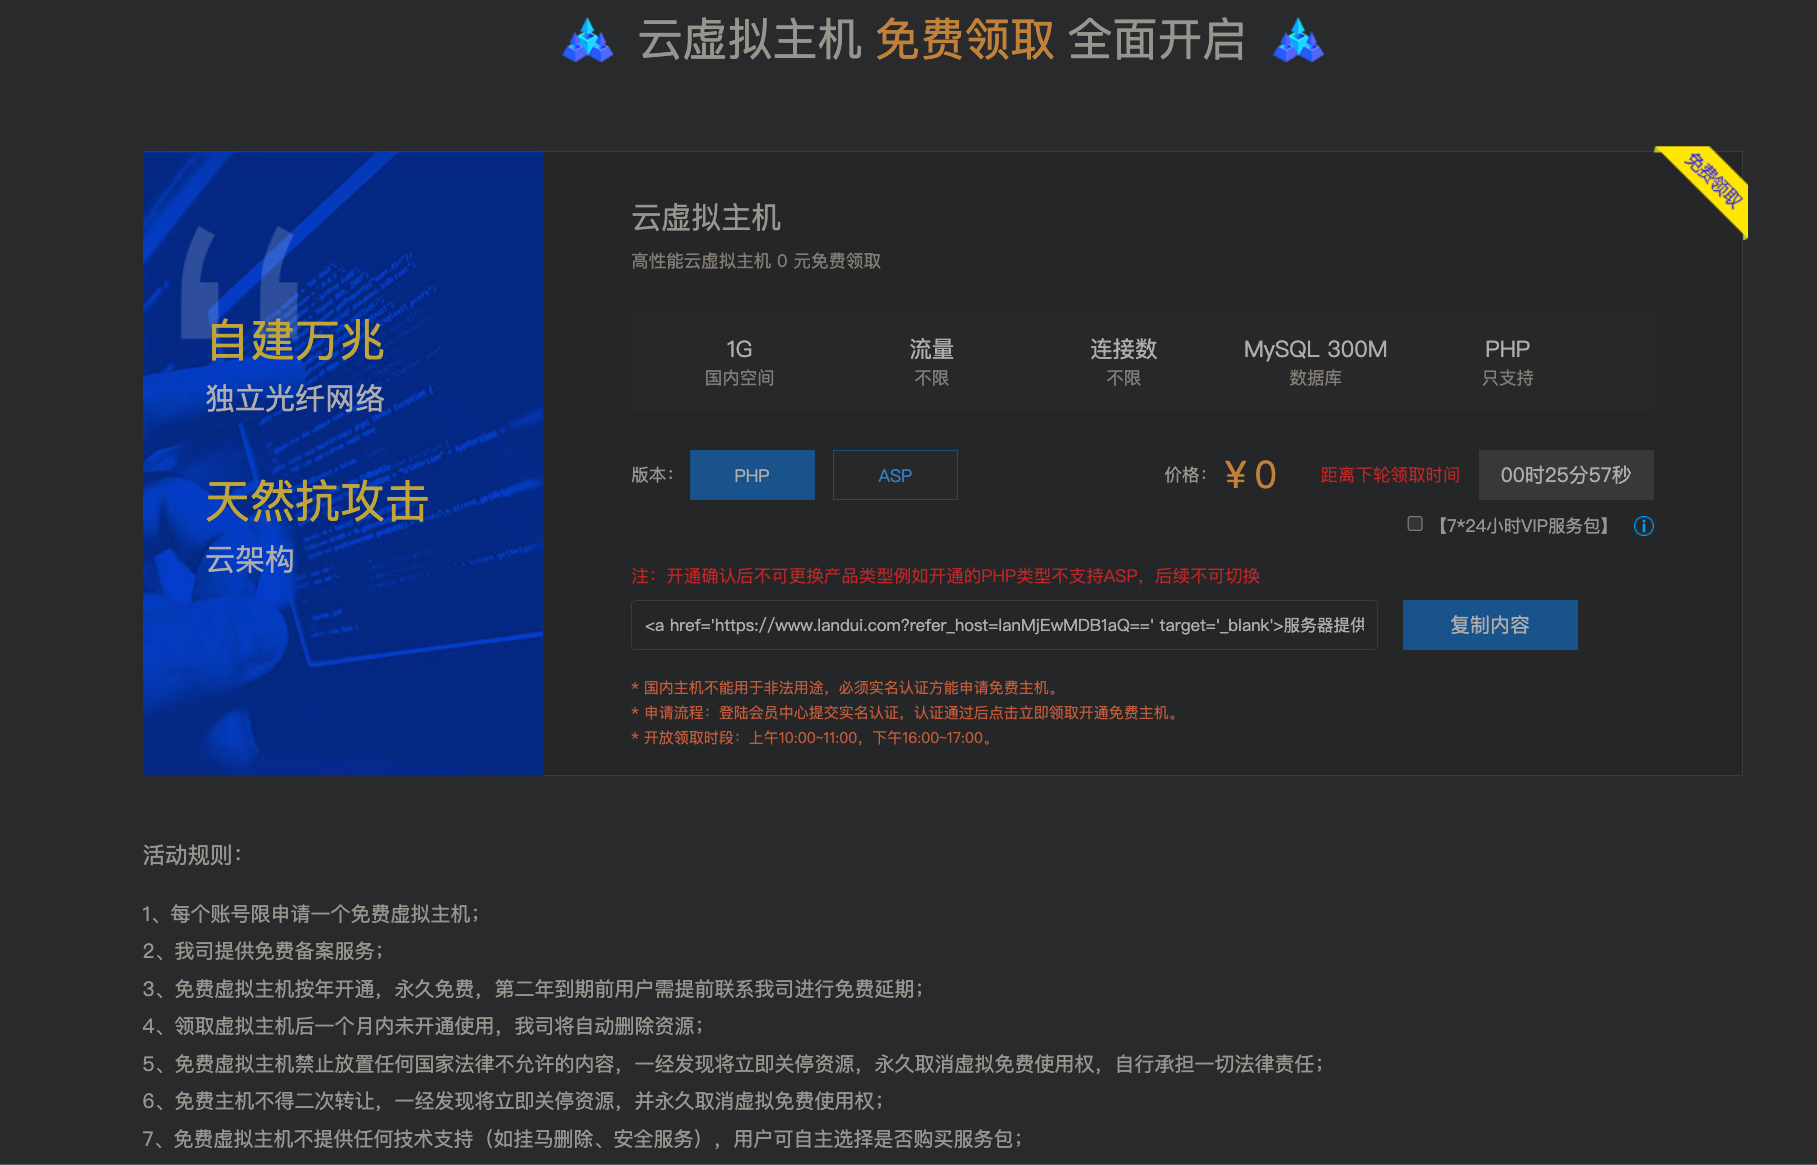 云虚拟主机 免费领取 全面开启
免费领取
自建万兆
独立光纤网络
天然抗攻击
云架构
云虚拟主机
高性能云虚拟主机 0 元免费领取
1G 流量 连接数 MySQL 300M PHP
国内空间 不限 不限 数据库 只支持
版本： PHP ASP 价格： ¥0 距离下轮领取时间 00时25分57秒
【7*24小时VIP服务包】
注：开通确认后不可更换产品类型例如开通的PHP类型不支持ASP，后续不可切换
<a href='https://www.landui.com?refer_host=lanMjEwMDB1aQ==' target='_blank'>服务器提供 复制内容
* 国内主机不能用于非法用途，必须实名认证方能申请免费主机。
* 申请流程：登陆会员中心提交实名认证，认证通过后点击立即领取开通免费主机。
* 开放领取时段：上午10:00~11:00，下午16:00~17:00。
活动规则：
1、每个账号限申请一个免费虚拟主机；
2、我司提供免费备案服务；
3、免费虚拟主机按年开通，永久免费，第二年到期前用户需提前联系我司进行免费延期；
4、领取虚拟主机后一个月内未开通使用，我司将自动删除资源；
5、免费虚拟主机禁止放置任何国家法律不允许的内容，一经发现将立即关停资源，永久取消虚拟免费使用权，自行承担一切法律责任；
6、免费主机不得二次转让，一经发现将立即关停资源，并永久取消虚拟免费使用权；
7、免费虚拟主机不提供任何技术支持（如挂马删除、安全服务），用户可自主选择是否购买服务包；